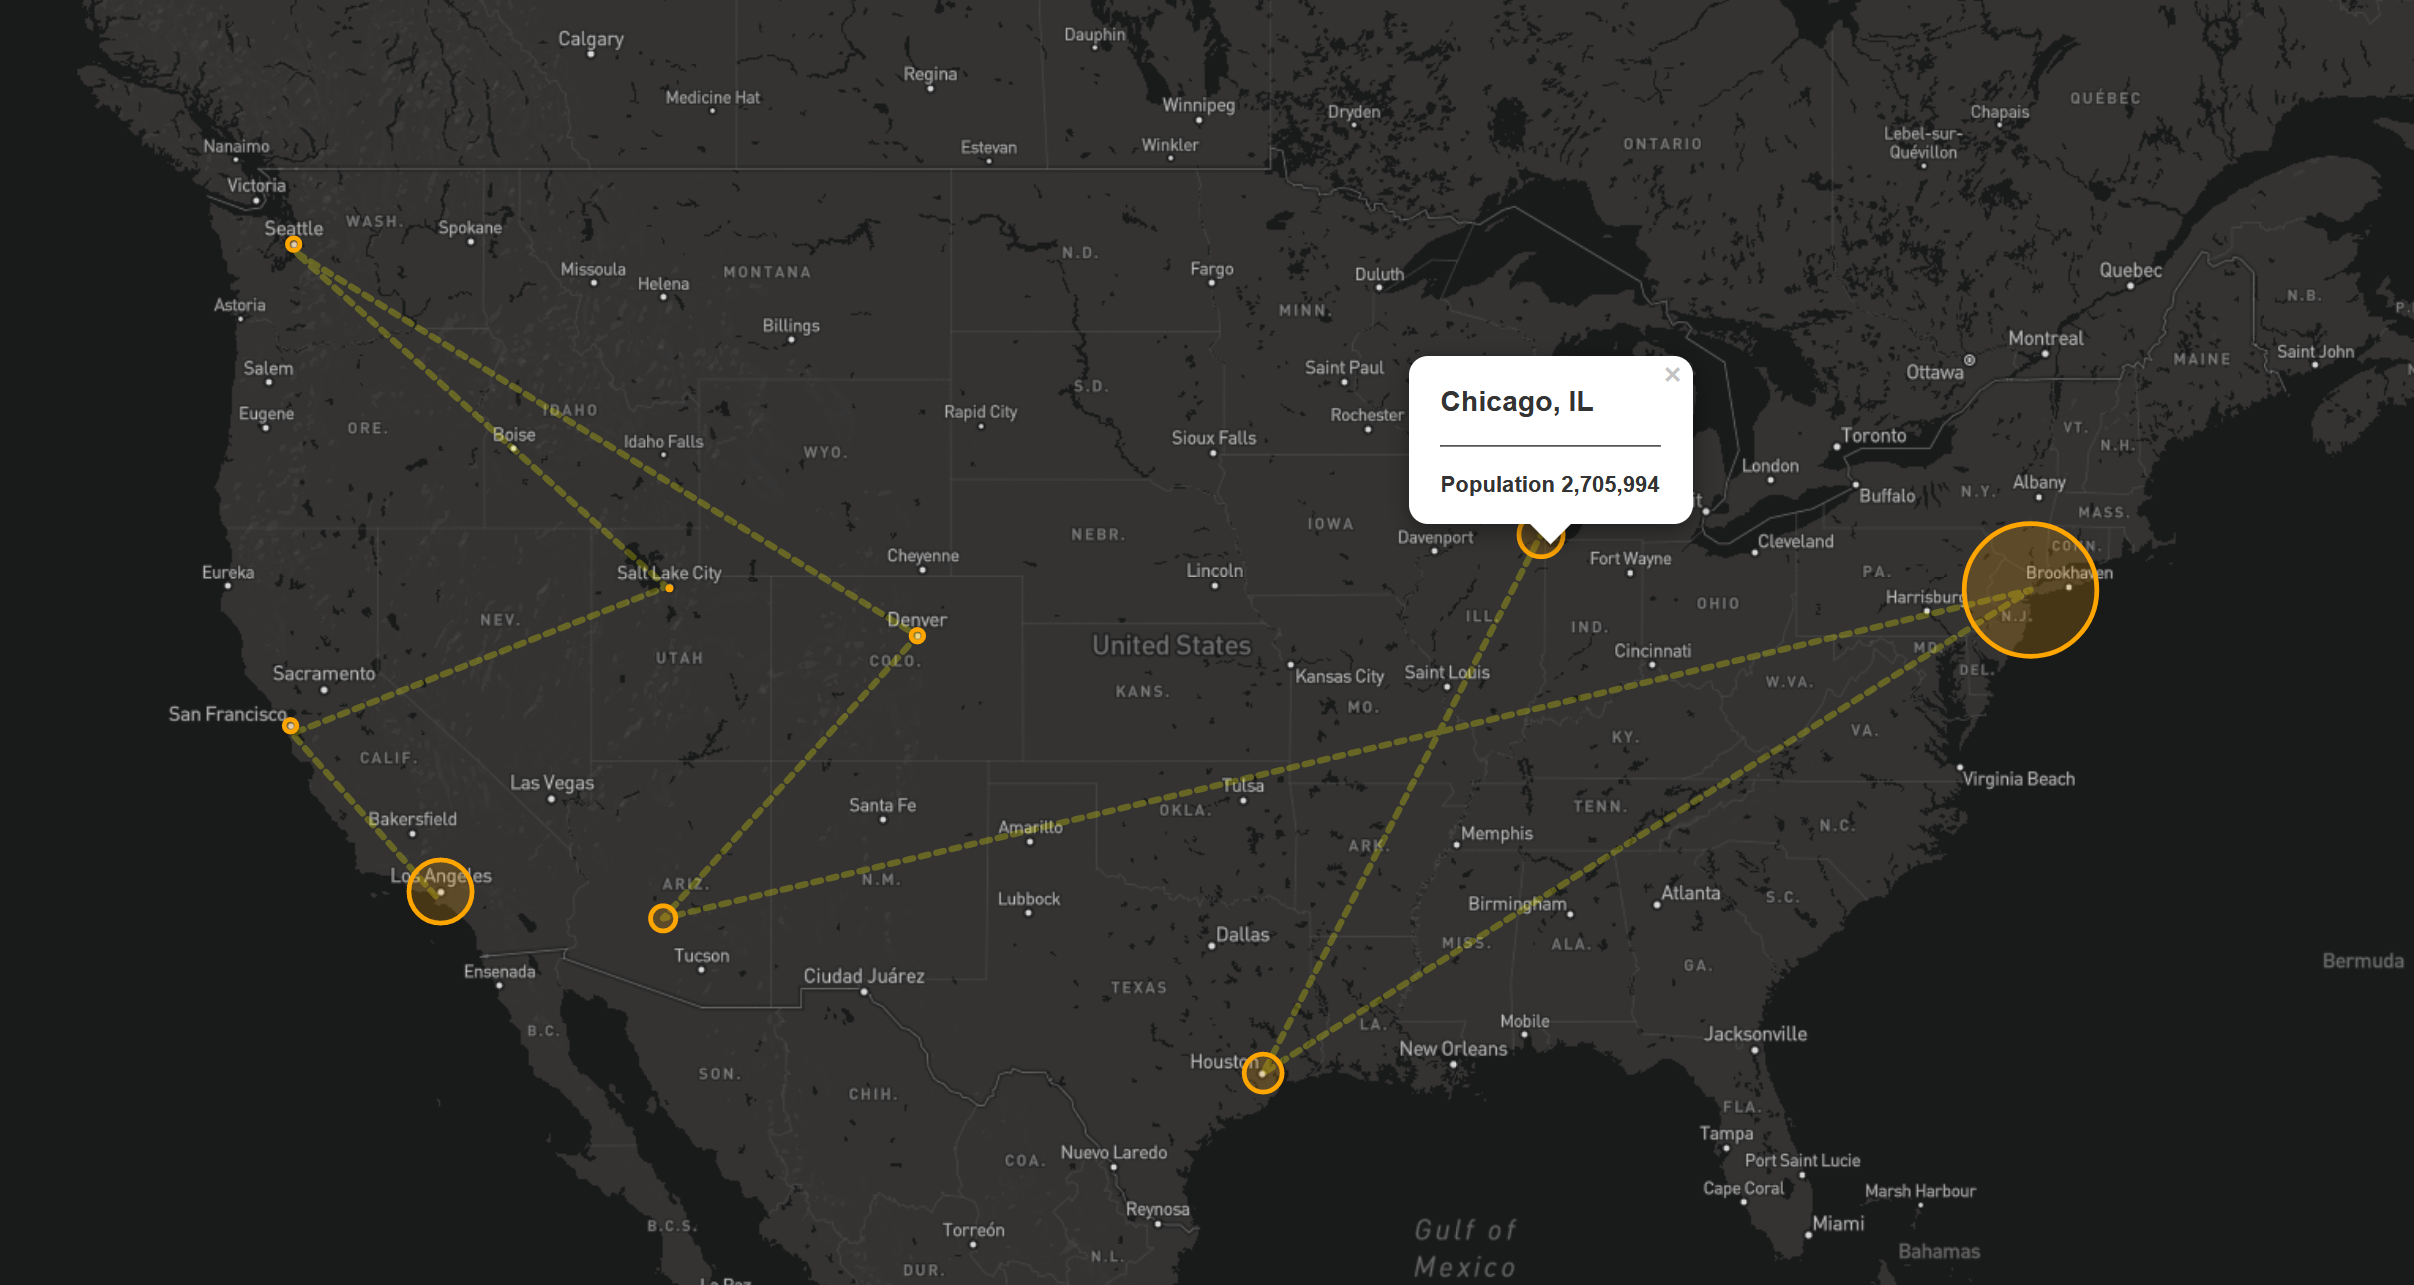 Calgary
Dauphin
Regina
Medicine Hat
Winnipeg
Dryden
Chapais
QUÉBEC
Lebel-sur-
Quévillon
ONTARIO
Nanaimo
Estevan
Winkler
Victoria
Seattle
WASH.
Spokane
N.D.
Missoula
Helena
MONTANA
Fargo
Duluth
Quebec
N.B.
Astoria
Billings
MINN.
Montreal
Saint John
MAINE
Salem
Saint Paul
Ottawa
S.D.
Eugene
ORE.
IDAHO
Boise
Idaho Falls
Rapid City
WYO.
Sioux Falls
Rochester
×
Chicago, IL
Population 2,705,994
Toronto
London
VT.
N.H.
Buffalo
N.Y.
Albany
MASS.
IOWA
NEBR.
Davenport
Cleveland
CONN.
Eureka
Salt Lake City
Cheyenne
Lincoln
Fort Wayne
PA.
Brookhaven
Harrisburg
OHIO
NEV.
Denver
ILL.
IND.
N.J.
United States
UTAH
COLO.
Cincinnati
MD.
DEL.
Sacramento
KANS.
Kansas City
Saint Louis
W.VA.
San Francisco
MO.
KY.
VA.
CALIF.
Las Vegas
Tulsa
Virginia Beach
Bakersfield
Santa Fe
OKLA.
TENN.
Amarillo
Memphis
N.C.
ARK.
Los Angeles
ARIZ.
N.M.
Lubbock
Birmingham
Atlanta
S.C.
Tucson
Dallas
MISS.
ALA.
GA.
Bermuda
Ensenada
Ciudad Juárez
TEXAS
B.C.
LA.
Mobile
Jacksonville
Houston
New Orleans
SON.
CHIH.
FLA.
Tampa
COA.
Nuevo Laredo
Port Saint Lucie
Cape Coral
Marsh Harbour
B.C.S.
Torreón
Reynosa
Gulf of
Mexico
Miami
Bahamas
DUR.
N.L.